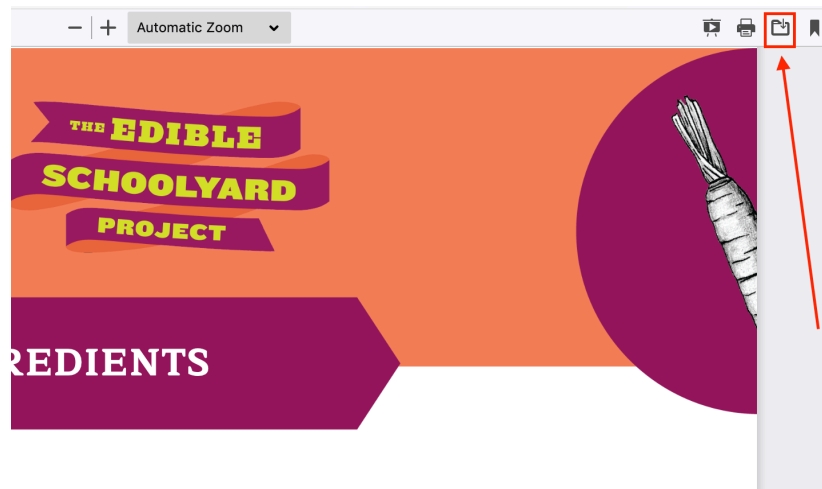 Automatic Zoom
THE EDIBLE
SCHOOLYARD
PROJECT
REDIENTS